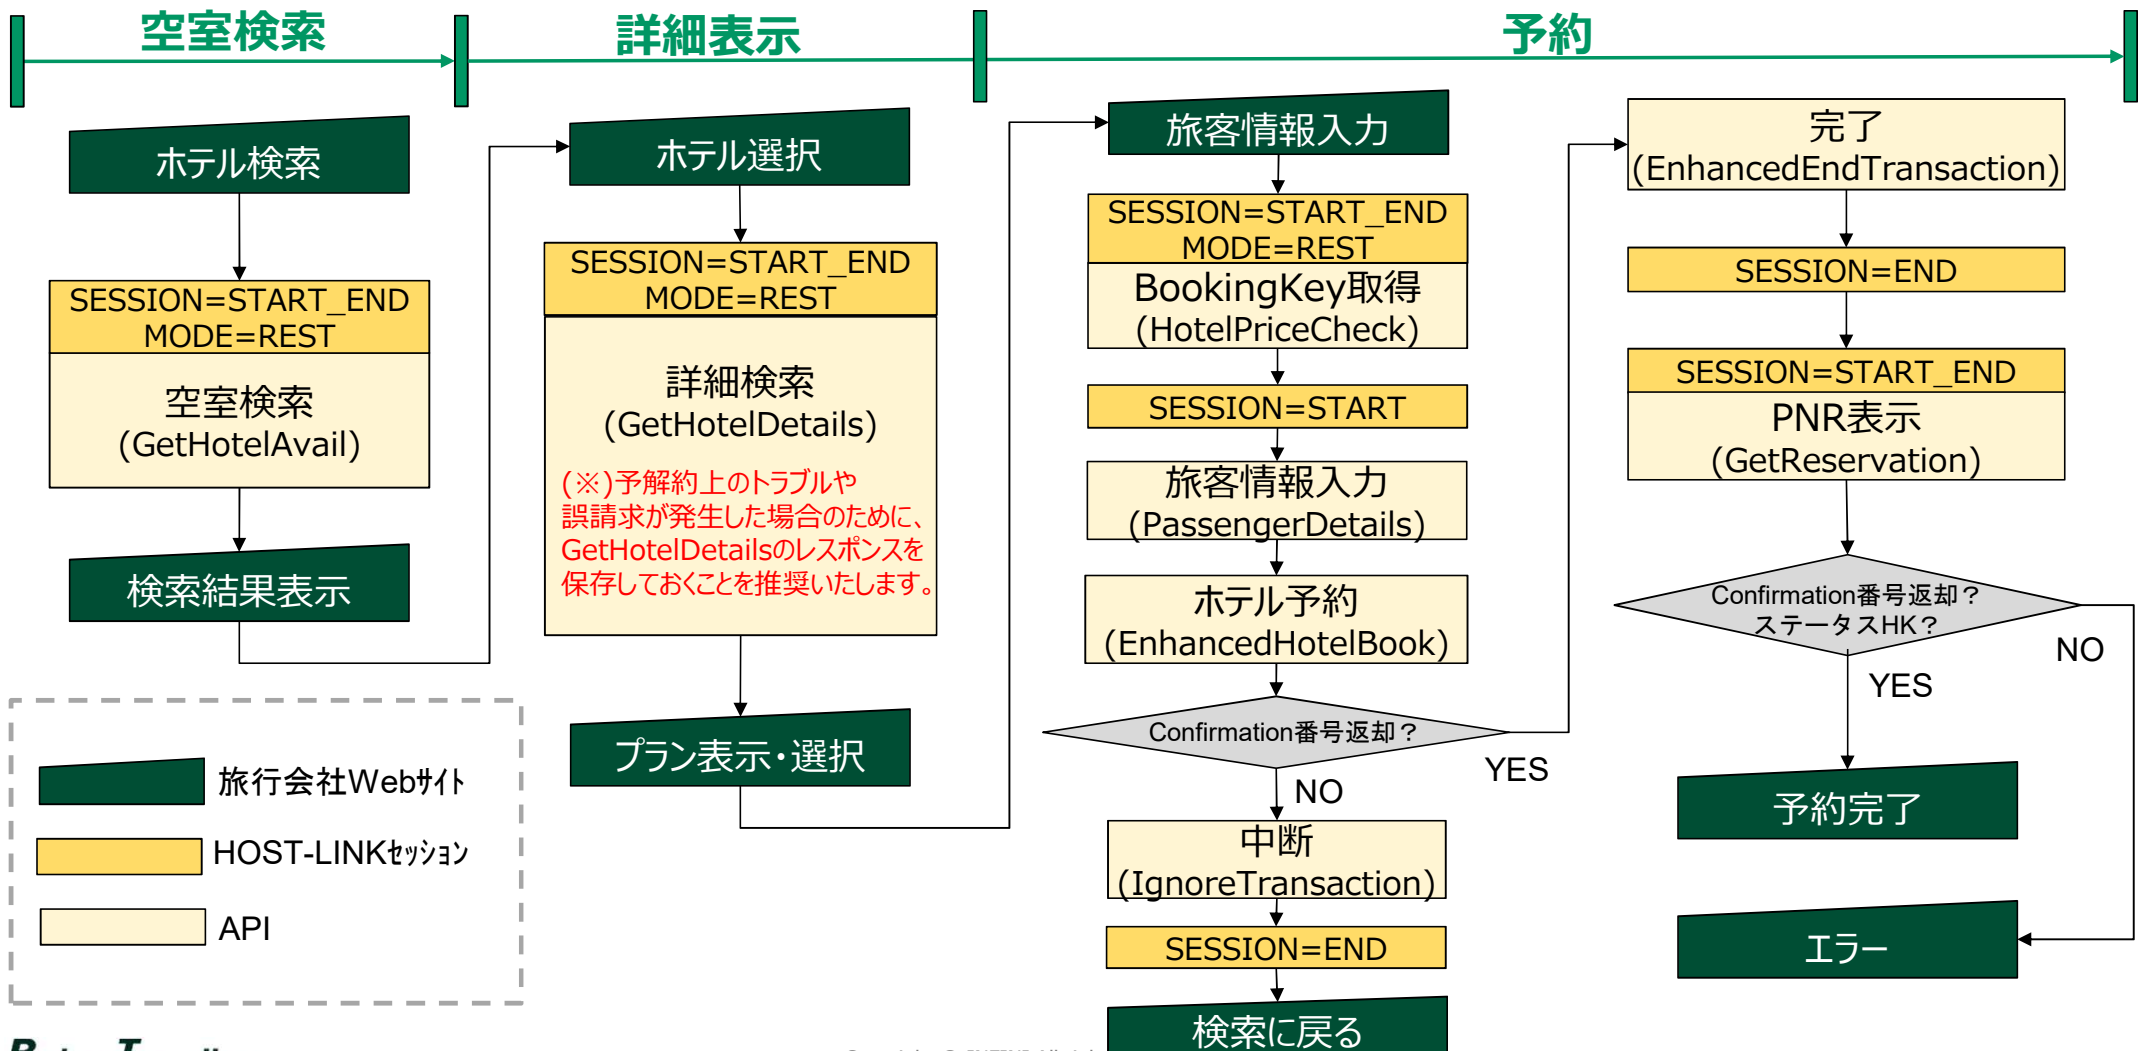 空室検索
詳細表示
予約
ホテル検索
SESSION=START_END
MODE=REST
空室検索
(GetHotelAvail)
検索結果表示
ホテル選択
SESSION=START_END
MODE=REST
詳細検索
(GetHotelDetails)
(※)予解約上のトラブルや
誤請求が発生した場合のために、
GetHotelDetailsのレスポンスを
保存しておくことを推奨いたします。
プラン表示・選択
旅客情報入力
SESSION=START_END
MODE=REST
BookingKey取得
(HotelPriceCheck)
SESSION=START
旅客情報入力
(PassengerDetails)
ホテル予約
(EnhancedHotelBook)
Confirmation番号返却？
YES
NO
中断
(IgnoreTransaction)
SESSION=END
検索に戻る
完了
(EnhancedEndTransaction)
SESSION=END
SESSION=START_END
PNR表示
(GetReservation)
Confirmation番号返却？
ステータスHK？
NO
YES
予約完了
エラー
旅行会社Webｻｲﾄ
HOST-LINKｾｯｼｮﾝ
API